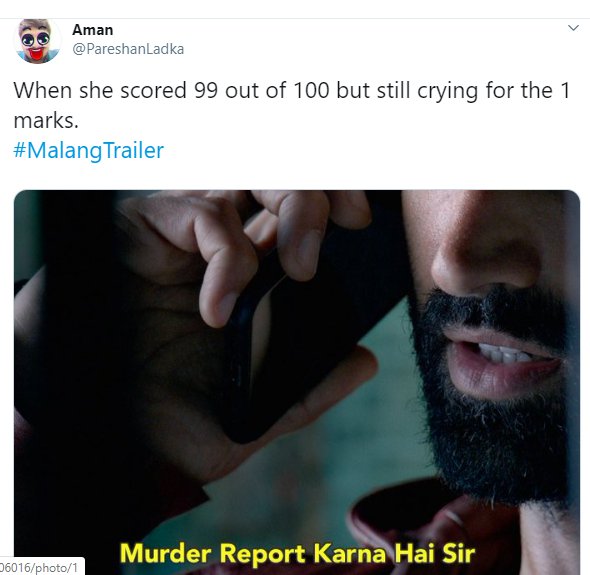 Aman
@PareshanLadka
When she scored 99 out of 100 but still crying for the 1
marks.
#MalangTrailer
Murder Report Karna Hai Sir
06016/photo/1